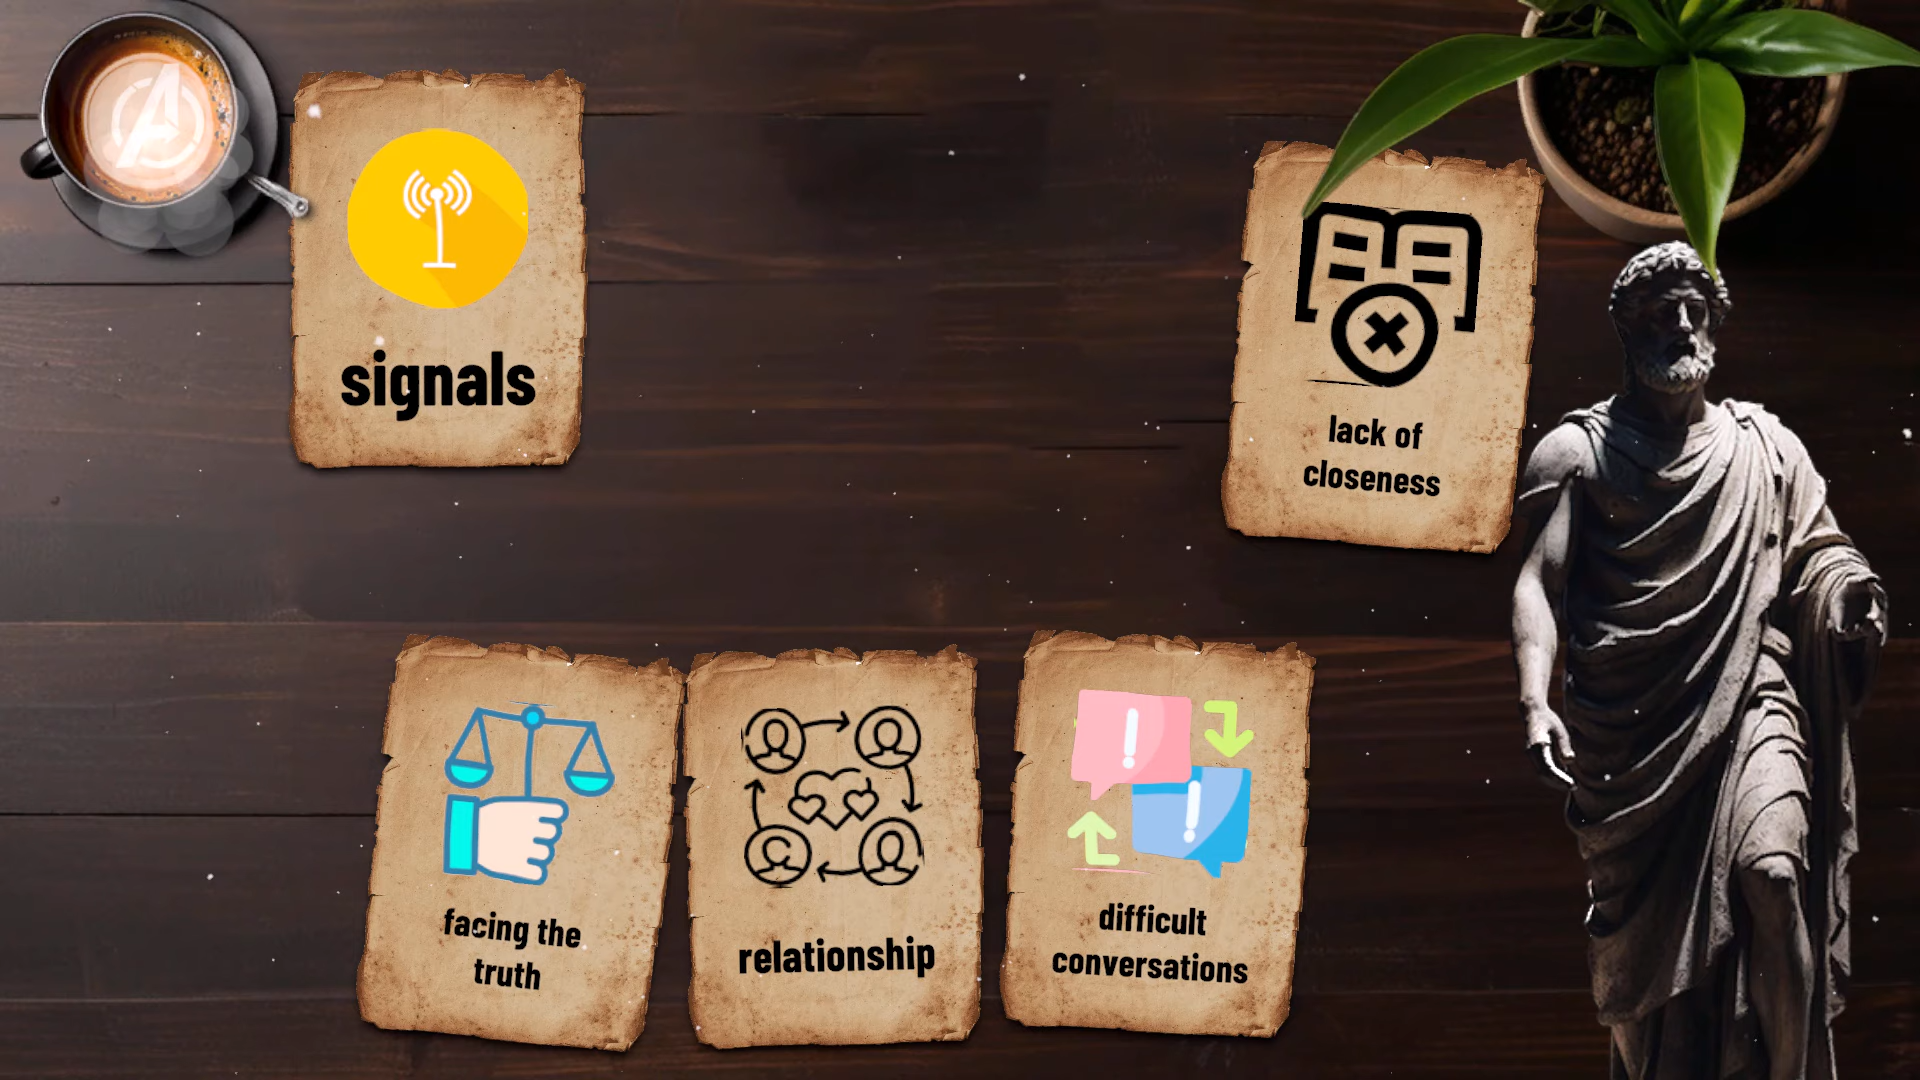 signals
lack of
closeness
facing the
truth
relationship
difficult
conversations